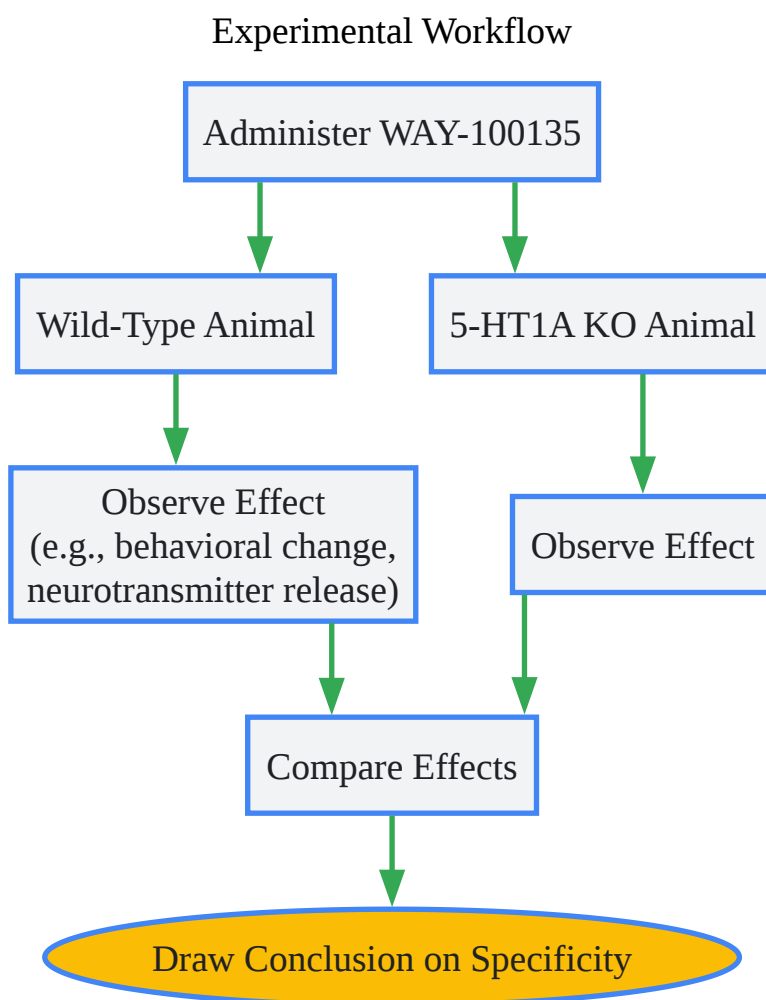 Experimental Workflow
Administer WAY-100135
Wild-Type Animal
5-HT1A KO Animal
Observe Effect
(e.g., behavioral change,
neurotransmitter release)
Observe Effect
Compare Effects
Draw Conclusion on Specificity